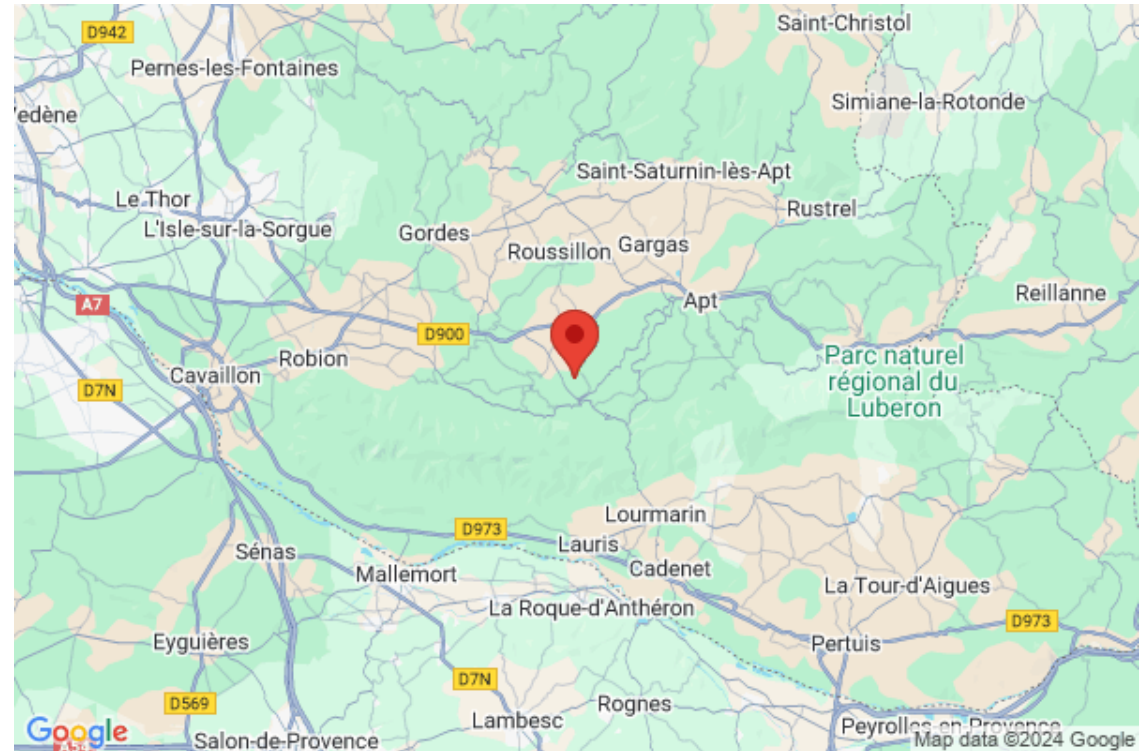 Saint-Christol
D942
Pernes-les-Fontaines
'edène
Simiane-la-Rotonde
Saint-Saturnin-lès-Apt
Le Thor
Rustrel
L'Isle-sur-la-Sorgue
Gordes
Roussillon
Gargas
A7
Apt
Reillanne
D900
Robion
Parc naturel
régional du
Luberon
Cavaillon
D7N
Lourmarin
D973
Lauris
Sénas
Cadenet
Mallemort
La Tour-d'Aigues
La Roque-d'Anthéron
D973
Eyguières
Pertuis
D7N
D569
Rognes
Lambesc
Peyrolles-en-Provence
Google
Salon-de-Provence
Map data ©2024 Google